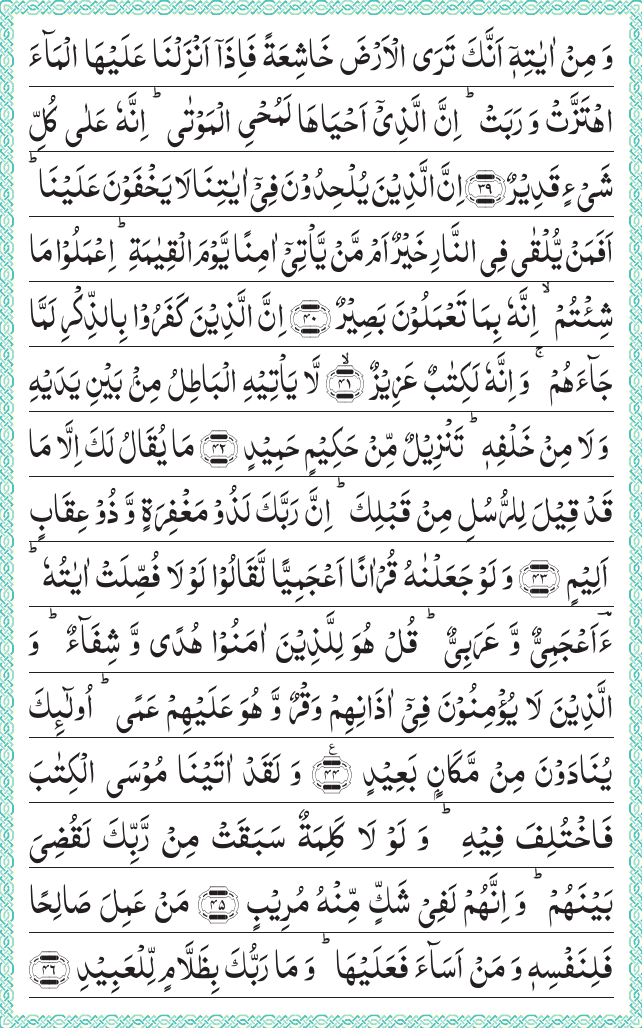 وَ مِنْ اٰیٰتِهٖۤ اَنَّكَ تَرَی الْاَرْضَ خَاشِعَةً فَاِذَاۤ اَنْزَلْنَا عَلَیْهَا الْمَآءَ
اهْتَزَّتْ وَ رَبَتْ ؕ اِنَّ الَّذِیْۤ اَحْیَاهَا لَمُحْیِ الْمَوْتٰی ؕ اِنَّهٗ عَلٰی كُلِّ
شَیْءٍ قَدِیْرٌ ﴿۳۹﴾ اِنَّ الَّذِیْنَ یُلْحِدُوْنَ فِیْۤ اٰیٰتِنَا لَا یَخْفَوْنَ عَلَیْنَا ؕ
اَفَمَنْ یُّلْقٰی فِی النَّارِ خَیْرٌ اَمْ مَّنْ یَّاْتِیْۤ اٰمِنًا یَّوْمَ الْقِیٰمَةِ ؕ اِعْمَلُوْا مَا
شِئْتُمْ ۙ اِنَّهٗ بِمَا تَعْمَلُوْنَ بَصِیْرٌ ﴿۴۰﴾ اِنَّ الَّذِیْنَ كَفَرُوْا بِالذِّكْرِ لَمَّا
جَآءَهُمْ ۚ وَ اِنَّهٗ لَكِتٰبٌ عَزِیْزٌ ﴿ۙ۴۱﴾ لَّا یَاْتِیْهِ الْبَاطِلُ مِنْۢ بَیْنِ یَدَیْهِ
وَ لَا مِنْ خَلْفِهٖ ؕ تَنْزِیْلٌ مِّنْ حَكِیْمٍ حَمِیْدٍ ﴿۴۲﴾ مَا یُقَالُ لَكَ اِلَّا مَا
قَدْ قِیْلَ لِلرُّسُلِ مِنْ قَبْلِكَ ؕ اِنَّ رَبَّكَ لَذُوْ مَغْفِرَةٍ وَّ ذُوْ عِقَابٍ
اَلِیْمٍ ﴿۴۳﴾ وَ لَوْ جَعَلْنٰهُ قُرْاٰنًا اَعْجَمِیًّا لَّقَالُوْا لَوْ لَا فُصِّلَتْ اٰیٰتُهٗ ؕ
ءَؔاَعْجَمِیٌّ وَّ عَرَبِیٌّ ؕ قُلْ هُوَ لِلَّذِیْنَ اٰمَنُوْا هُدًی وَّ شِفَآءٌ ؕ وَ
الَّذِیْنَ لَا یُؤْمِنُوْنَ فِیْۤ اٰذَانِهِمْ وَقْرٌ وَّ هُوَ عَلَیْهِمْ عَمًی ؕ اُولٰٓىِٕكَ
یُنَادَوْنَ مِنْ مَّكَانٍۭ بَعِیْدٍ ﴿۴۴﴾ع وَ لَقَدْ اٰتَیْنَا مُوْسَی الْكِتٰبَ
فَاخْتُلِفَ فِیْهِ ؕ وَ لَوْ لَا كَلِمَةٌ سَبَقَتْ مِنْ رَّبِّكَ لَقُضِیَ
بَیْنَهُمْ ؕ وَ اِنَّهُمْ لَفِیْ شَكٍّ مِّنْهُ مُرِیْبٍ ﴿۴۵﴾ مَنْ عَمِلَ صَالِحًا
فَلِنَفْسِهٖ وَ مَنْ اَسَآءَ فَعَلَیْهَا ؕ وَ مَا رَبُّكَ بِظَلَّامٍ لِّلْعَبِیْدِ ﴿۴۶﴾